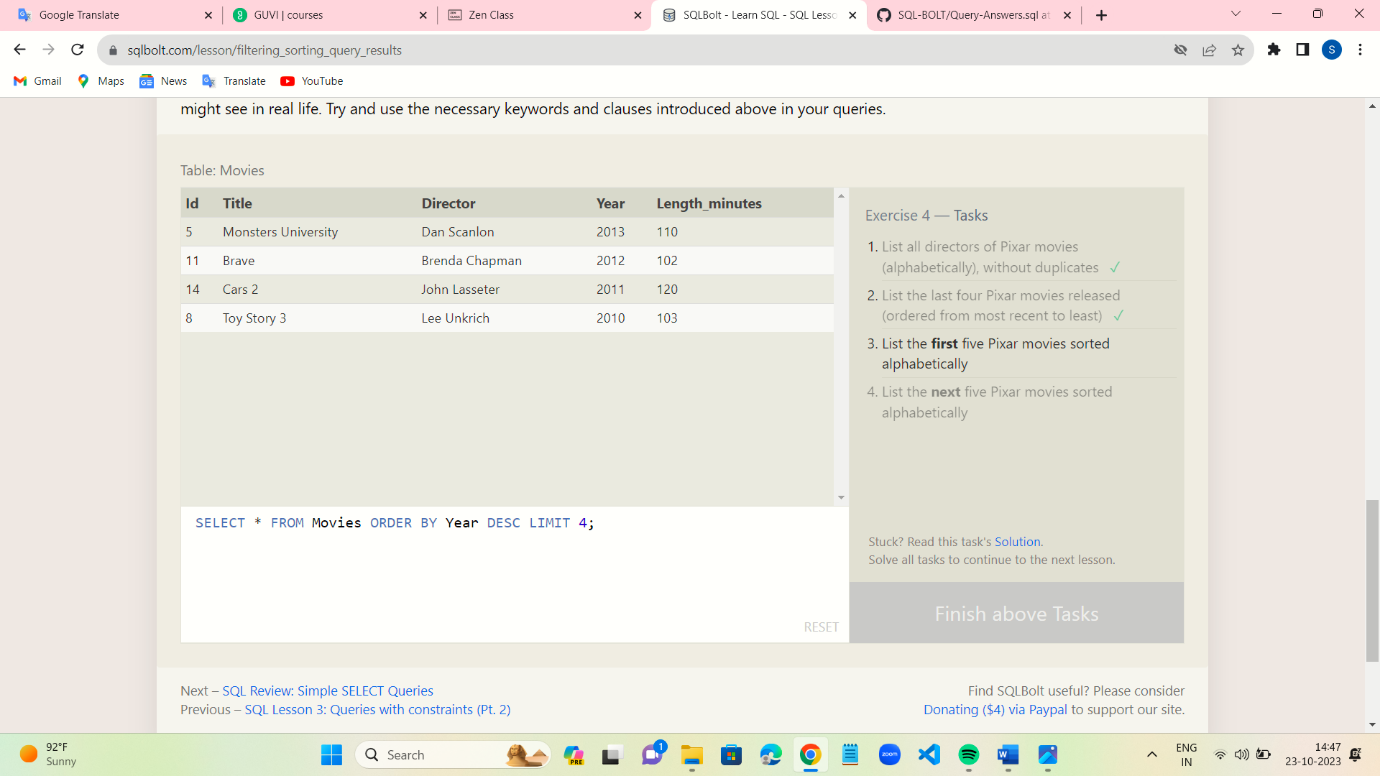 Google Translate
GUVI | courses
Zen Class
SQLBolt - Learn SQL - SQL Lesso
SQL-BOLT/Query-Answers.sql at
sqlbolt.com/lesson/filtering_sorting_query_results
S
Gmail
Maps
News
Translate
YouTube
might see in real life. Try and use the necessary keywords and clauses introduced above in your queries.
Table: Movies
Id Title Director Year Length_minutes
5 Monsters University Dan Scanlon 2013 110
11 Brave Brenda Chapman 2012 102
14 Cars 2 John Lasseter 2011 120
8 Toy Story 3 Lee Unkrich 2010 103
SELECT * FROM Movies ORDER BY Year DESC LIMIT 4;
RESET
Exercise 4 — Tasks
1. List all directors of Pixar movies
(alphabetically), without duplicates ✓
2. List the last four Pixar movies released
(ordered from most recent to least) ✓
3. List the first five Pixar movies sorted
alphabetically
4. List the next five Pixar movies sorted
alphabetically
Stuck? Read this task's Solution.
Solve all tasks to continue to the next lesson.
Finish above Tasks
Next – SQL Review: Simple SELECT Queries
Previous – SQL Lesson 3: Queries with constraints (Pt. 2)
Find SQLBolt useful? Please consider
Donating ($4) via Paypal to support our site.
92°F
Sunny
Search
PRE
1
zoom
W
ENG
IN
14:47
23-10-2023